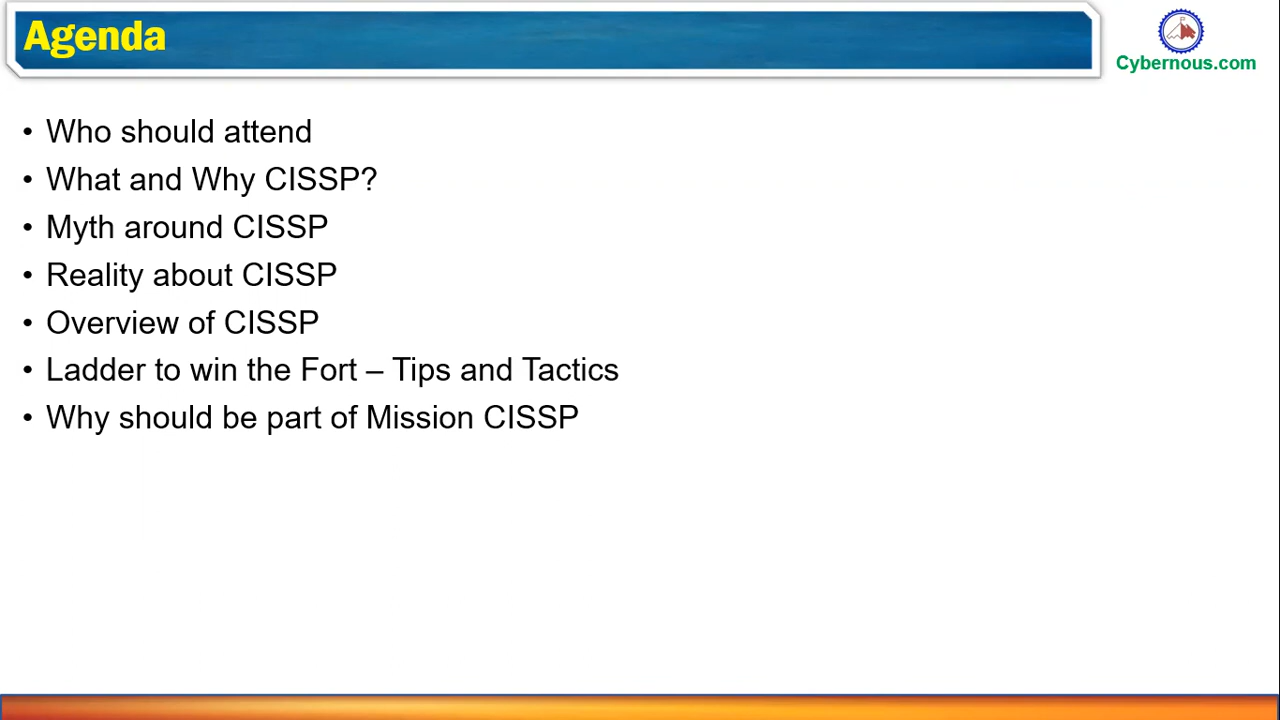 Agenda
Cybernous.com
• Who should attend
• What and Why CISSP?
• Myth around CISSP
• Reality about CISSP
• Overview of CISSP
• Ladder to win the Fort – Tips and Tactics
• Why should be part of Mission CISSP